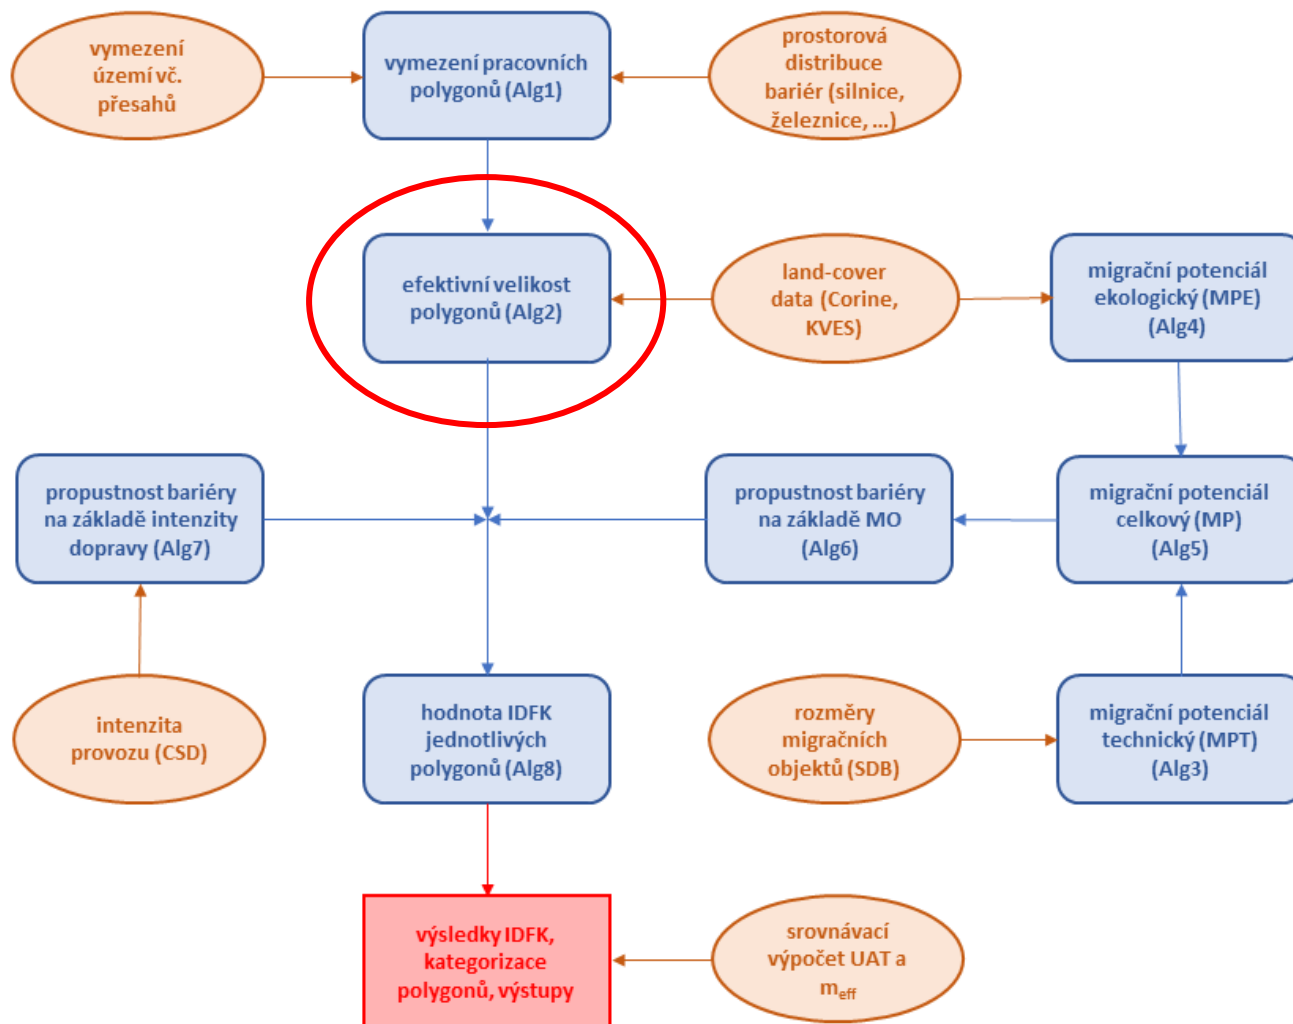 vymezení
území vč.
přesahů
vymezení pracovních
polygonů (Alg1)
prostorová
distribuce
bariér (silnice,
železnice, ...)
efektivní velikost
polygonů (Alg2)
land-cover
data (Corine,
KVES)
migrační potenciál
ekologický (MPE)
(Alg4)
propustnost bariéry
na základě intenzity
dopravy (Alg7)
propustnost bariéry
na základě MO
(Alg6)
migrační potenciál
celkový (MP)
(Alg5)
intenzita
provozu (CSD)
hodnota IDFK
jednotlivých
polygonů (Alg8)
rozměry
migračních
objektů (SDB)
migrační potenciál
technický (MPT)
(Alg3)
výsledky IDFK,
kategorizace
polygonů, výstupy
srovnávací
výpočet UAT a
m_eff